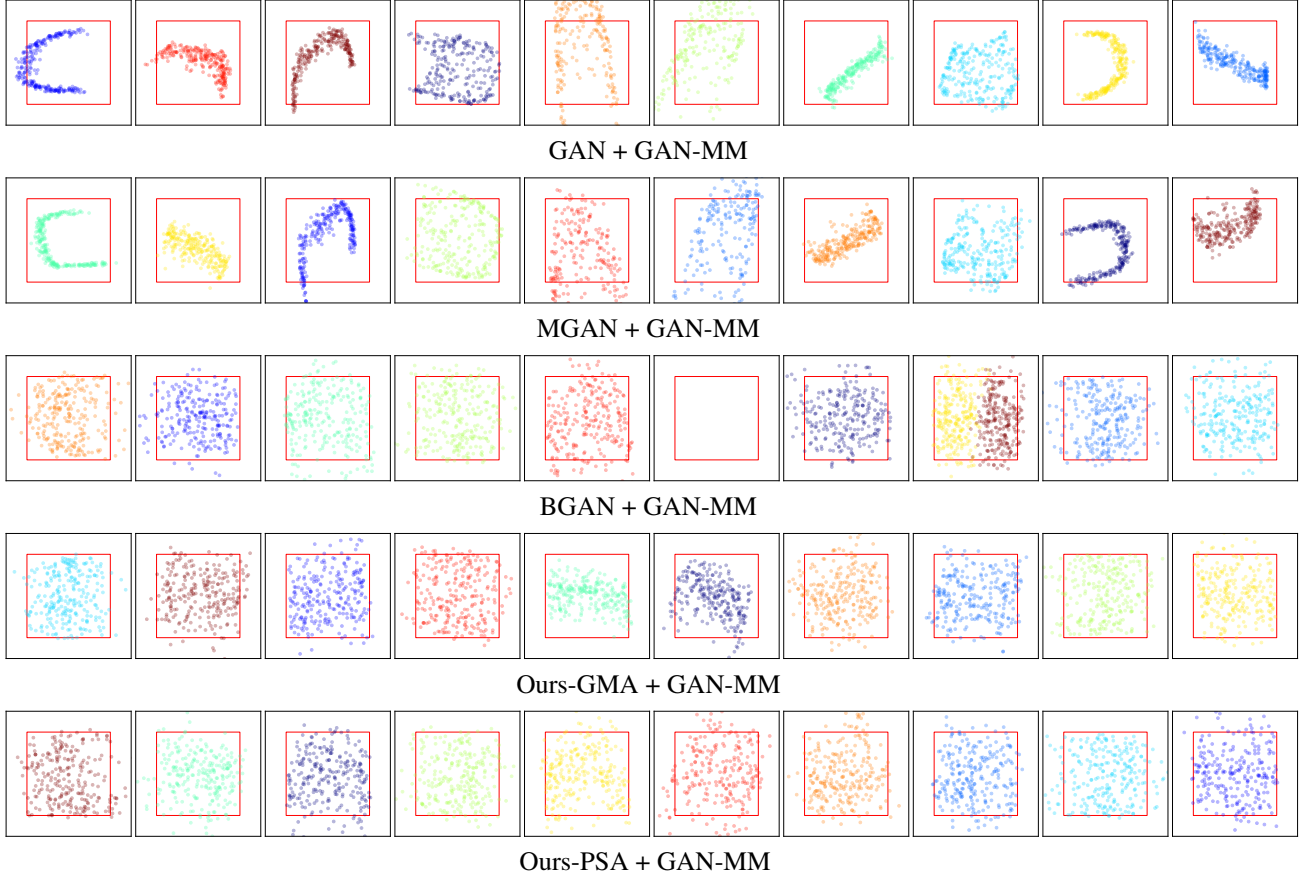 GAN + GAN-MM
MGAN + GAN-MM
BGAN + GAN-MM
Ours-GMA + GAN-MM
Ours-PSA + GAN-MM